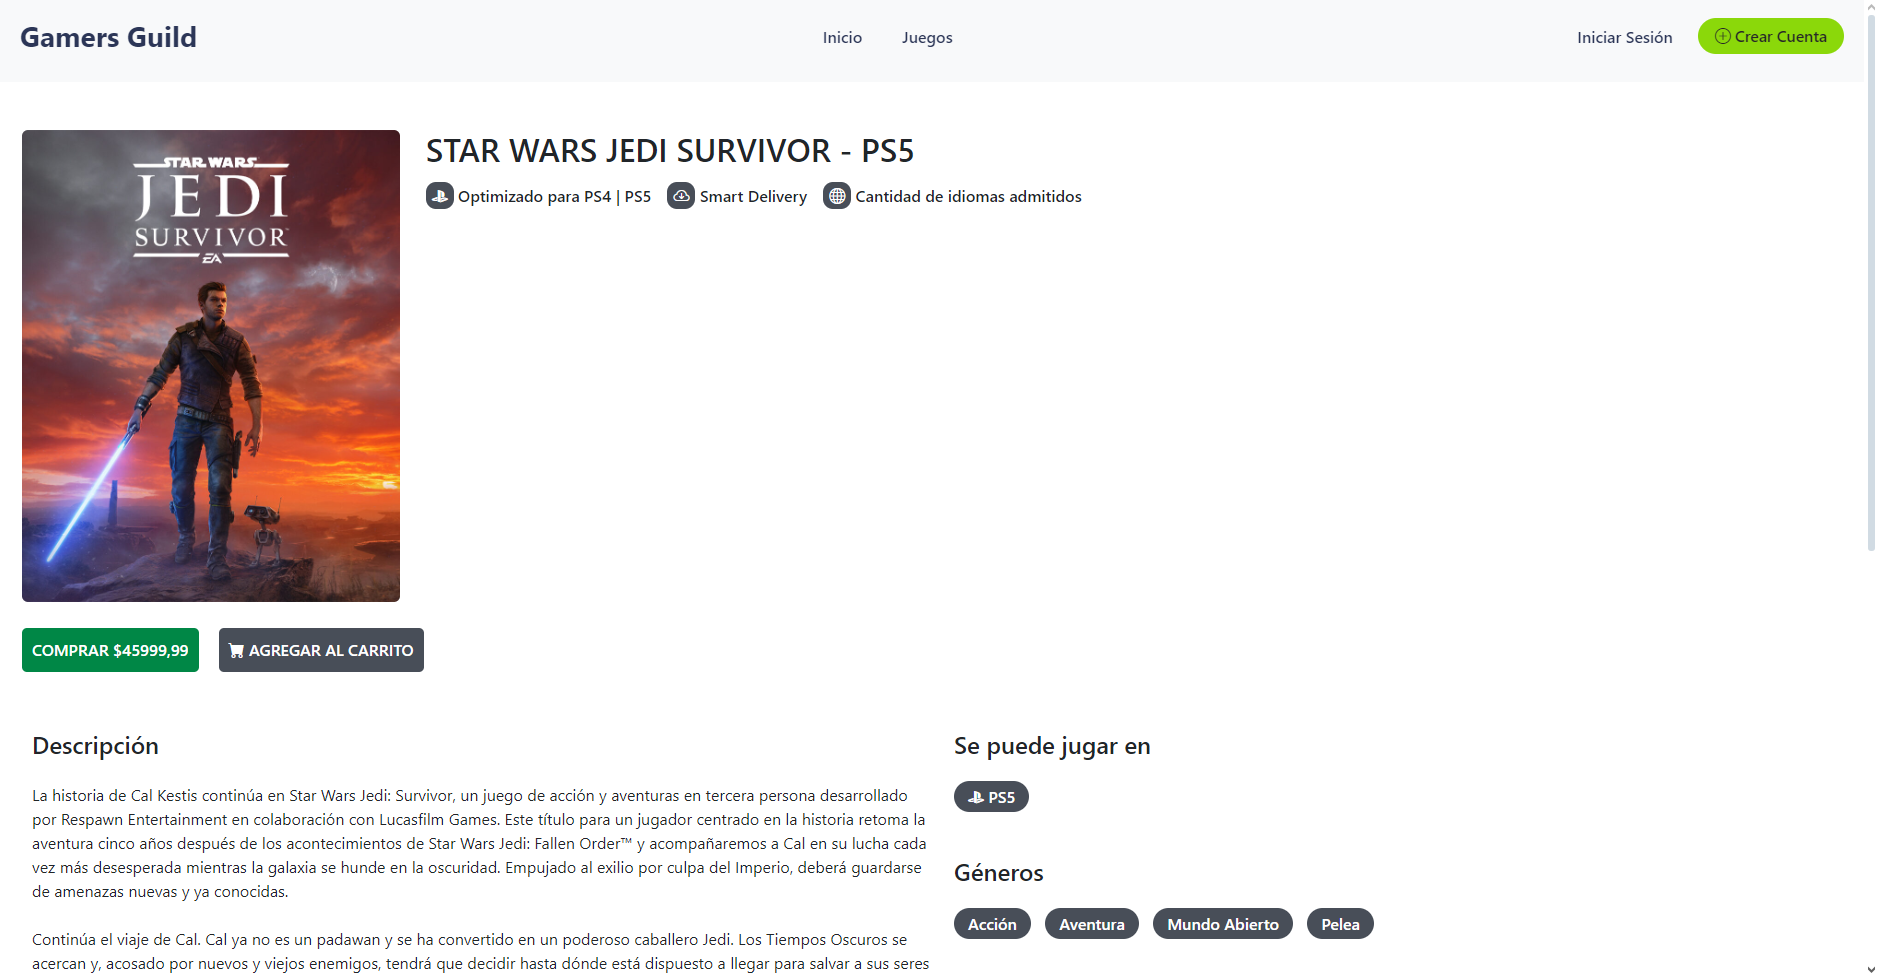 Gamers Guild
Inicio
Juegos
Iniciar Sesión
Crear Cuenta
STAR WARS
JEDI
SURVIVOR
EA
STAR WARS JEDI SURVIVOR - PS5
Optimizado para PS4 | PS5
Smart Delivery
Cantidad de idiomas admitidos
COMPRAR $45999,99
AGREGAR AL CARRITO
Descripción
La historia de Cal Kestis continúa en Star Wars Jedi: Survivor, un juego de acción y aventuras en tercera persona desarrollado
por Respawn Entertainment en colaboración con Lucasfilm Games. Este título para un jugador centrado en la historia retoma la
aventura cinco años después de los acontecimientos de Star Wars Jedi: Fallen Order™ y acompañaremos a Cal en su lucha cada
vez más desesperada mientras la galaxia se hunde en la oscuridad. Empujado al exilio por culpa del Imperio, deberá guardarse
de amenazas nuevas y ya conocidas.
Continúa el viaje de Cal. Cal ya no es un padawan y se ha convertido en un poderoso caballero Jedi. Los Tiempos Oscuros se
acercan y, acosado por nuevos y viejos enemigos, tendrá que decidir hasta dónde está dispuesto a llegar para salvar a sus seres
Se puede jugar en
PS5
Géneros
Acción
Aventura
Mundo Abierto
Pelea